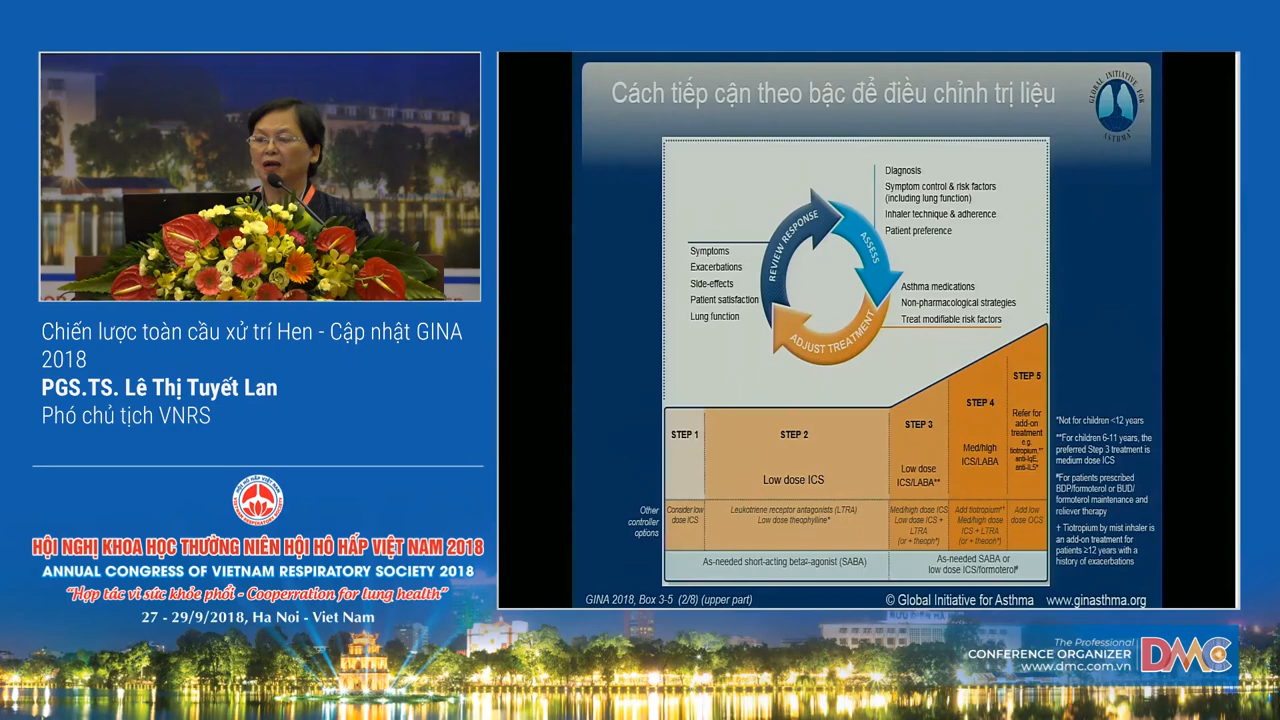 Chiến lược toàn cầu xử trí Hen - Cập nhật GINA
2018
PGS.TS. Lê Thị Tuyết Lan
Phó chủ tịch VNRS
HỘI HÔ HẤP VIỆT NAM
HỘI NGHỊ KHOA HỌC THƯỜNG NIÊN HỘI HÔ HẤP VIỆT NAM 2018
ANNUAL CONGRESS OF VIETNAM RESPIRATORY SOCIETY 2018
“Hợp tác vì sức khỏe phổi - Cooperration for lung health”
27 - 29/9/2018, Ha Noi - Viet Nam
Cách tiếp cận theo bậc để điều chỉnh trị liệu
GLOBAL INITIATIVE FOR
ASTHMA
Diagnosis
Symptom control & risk factors
(including lung function)
Inhaler technique & adherence
Patient preference
REVIEW RESPONSE
ASSESS
ADJUST TREATMENT
Symptoms
Exacerbations
Side-effects
Patient satisfaction
Lung function
Asthma medications
Non-pharmacological strategies
Treat modifiable risk factors
STEP 1
STEP 2
Low dose ICS
STEP 3
Low dose
ICS/LABA**
STEP 4
Med/high
ICS/LABA
STEP 5
Refer for
add-on
treatment
e.g.
tiotropium,
anti-IgE,
anti-IL5*
Other
controller
options
Consider low
dose ICS
Leukotriene receptor antagonists (LTRA)
Low dose theophylline*
Med/high dose ICS
Low dose ICS +
LTRA
(or + theoph*)
Add tiotropium*†
Med/high dose
ICS + LTRA
(or + theoph*)
Add low
dose OCS
As-needed short-acting beta2-agonist (SABA)
As-needed SABA or
low dose ICS/formoterol#
*Not for children <12 years
**For children 6-11 years, the
preferred Step 3 treatment is
medium dose ICS
#For patients prescribed
BDP/formoterol or BUD/
formoterol maintenance and
reliever therapy
† Tiotropium by mist inhaler is
an add-on treatment for
patients ≥12 years with a
history of exacerbations
GINA 2018, Box 3-5 (2/8) (upper part)
© Global Initiative for Asthma www.ginasthma.org
The Professional
CONFERENCE ORGANIZER
www.dmc.com.vn
DMC